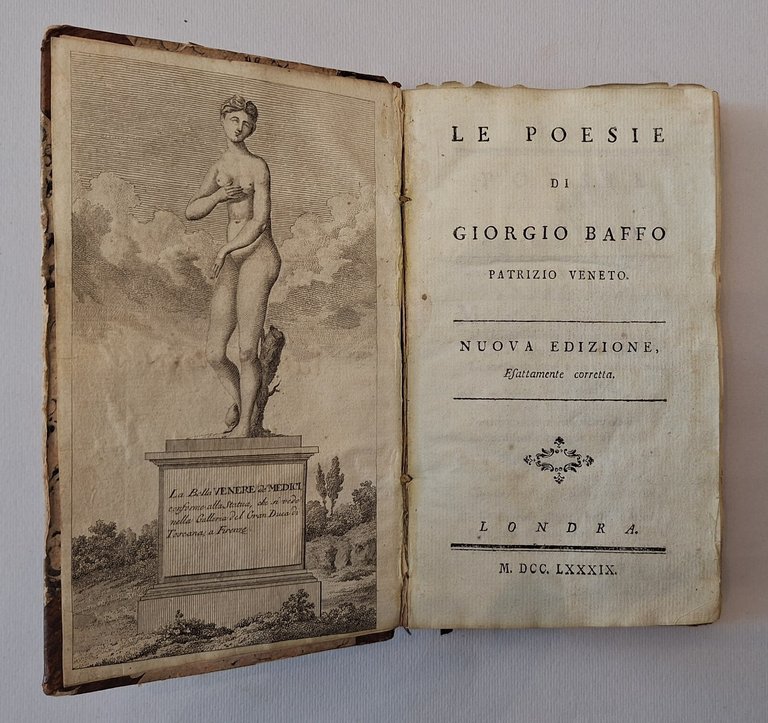 La Bella VENERE de' MEDICI,
conforme alla Statua, che si vede
nella Galleria del Gran Duca di
Toscana, a Firenze.
LE POESIE
DI
GIORGIO BAFFO
PATRIZIO VENETO.
NUOVA EDIZIONE,
Eſattamente corretta.
LONDRA.
M. DCC. LXXXIX.